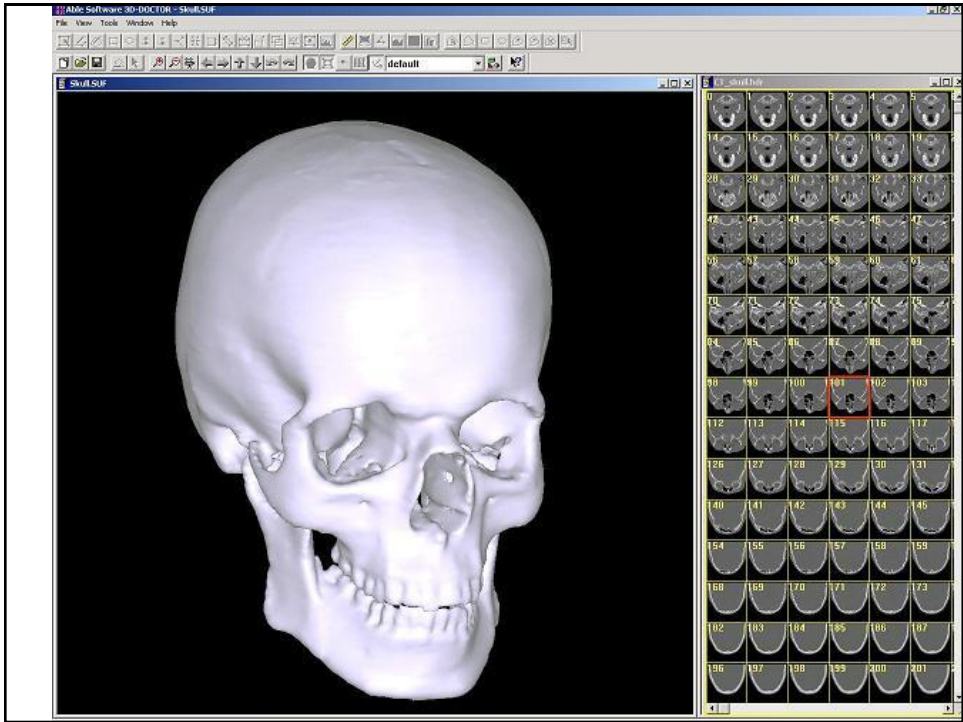 Able Software 3D-DOCTOR - Skull.SUF
File View Tools Window Help
default
Skull.SUF
CT_skull.hdr
0 1 2 3 4 5
14 15 16 17 18 19
28 29 30 31 32 33
42 43 44 45 46 47
56 57 58 59 60 61
70 71 72 73 74 75
84 85 86 87 88 89
98 99 100 101 102 103
112 113 114 115 116 117
126 127 128 129 130 131
140 141 142 143 144 145
154 155 156 157 158 159
168 169 170 171 172 173
182 183 184 185 186 187
196 197 198 199 200 201